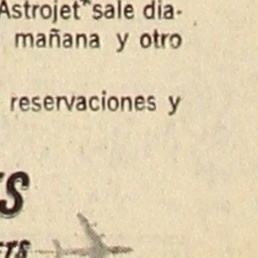 Astrojet* sale dia-
mañana y otro
reservaciones y